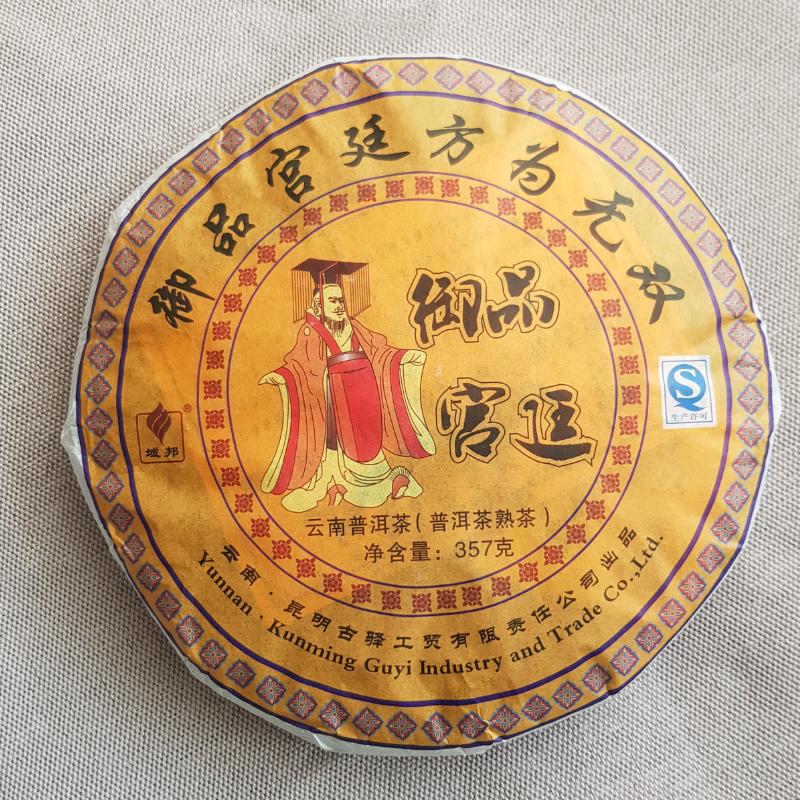 御品宫廷方为无双
御品
宫廷
®
域邦
S
生产许可
云南普洱茶(普洱茶熟茶)
净含量:357克
云南·昆明古驿工贸有限责任公司出品
Yunnan·Kunming Guyi Industry and Trade Co.,Ltd.